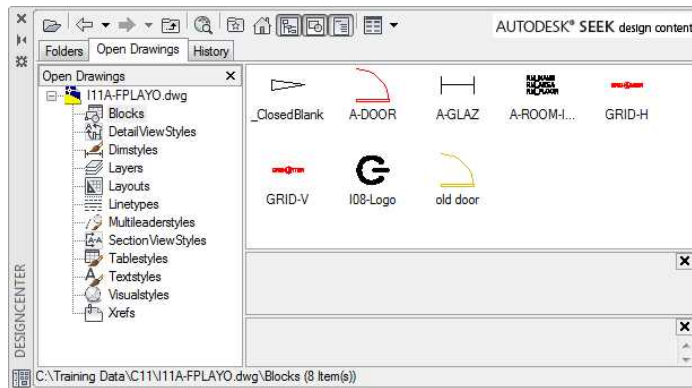 AUTODESK® SEEK design content
Folders Open Drawings History
Open Drawings
I11A-FPLAYO.dwg
Blocks
DetailViewStyles
Dimstyles
Layers
Layouts
Linetypes
Multileaderstyles
SectionViewStyles
Tablestyles
Textstyles
Visualstyles
Xrefs
_ClosedBlank A-DOOR A-GLAZ A-ROOM-I... GRID-H
GRID-V I08-Logo old door
DESIGNCENTER
C:\Training Data\C11\I11A-FPLAYO.dwg\Blocks (8 Item(s))